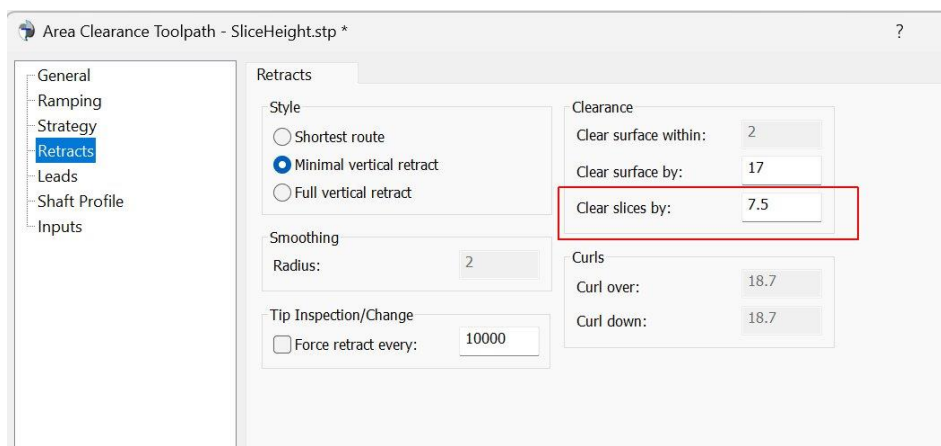 Area Clearance Toolpath - SliceHeight.stp *
?
General
Ramping
Strategy
Retracts
Leads
Shaft Profile
Inputs
Retracts
Style
Shortest route
Minimal vertical retract
Full vertical retract
Smoothing
Radius: 2
Tip Inspection/Change
Force retract every: 10000
Clearance
Clear surface within: 2
Clear surface by: 17
Clear slices by: 7.5
Curls
Curl over: 18.7
Curl down: 18.7